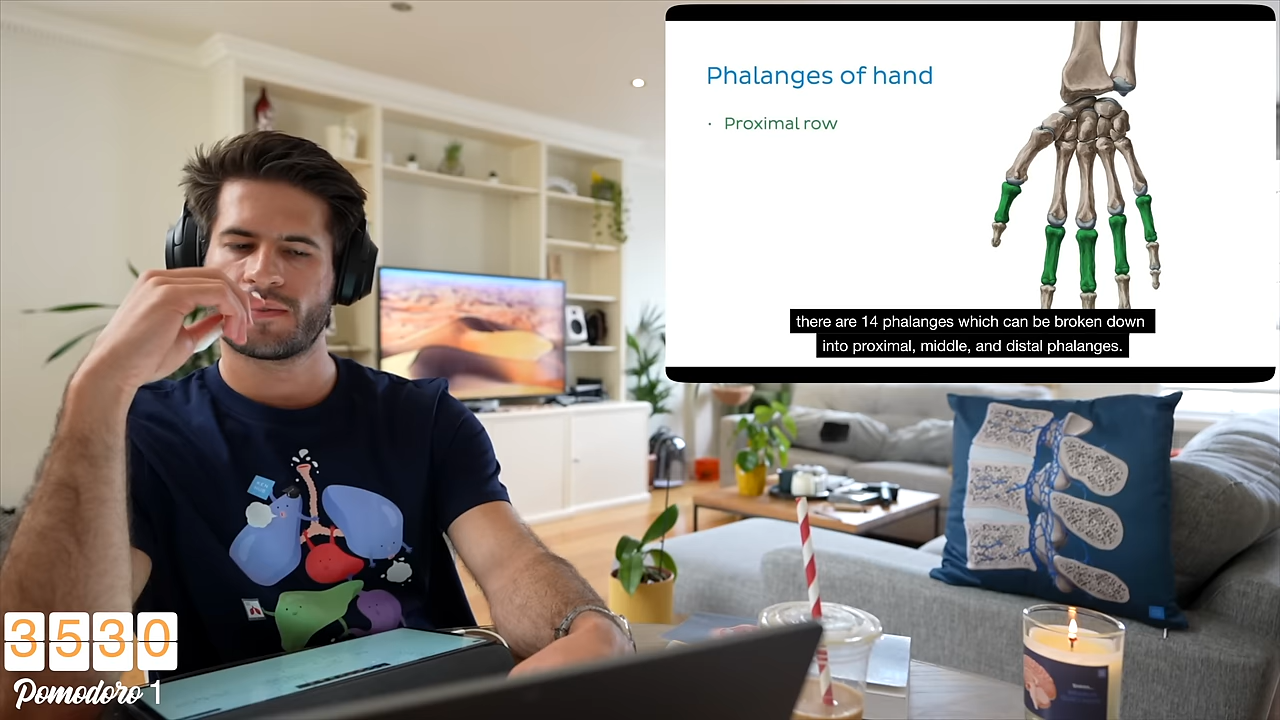 Phalanges of hand
· Proximal row
there are 14 phalanges which can be broken down
into proximal, middle, and distal phalanges.
3530
Pomodoro 1